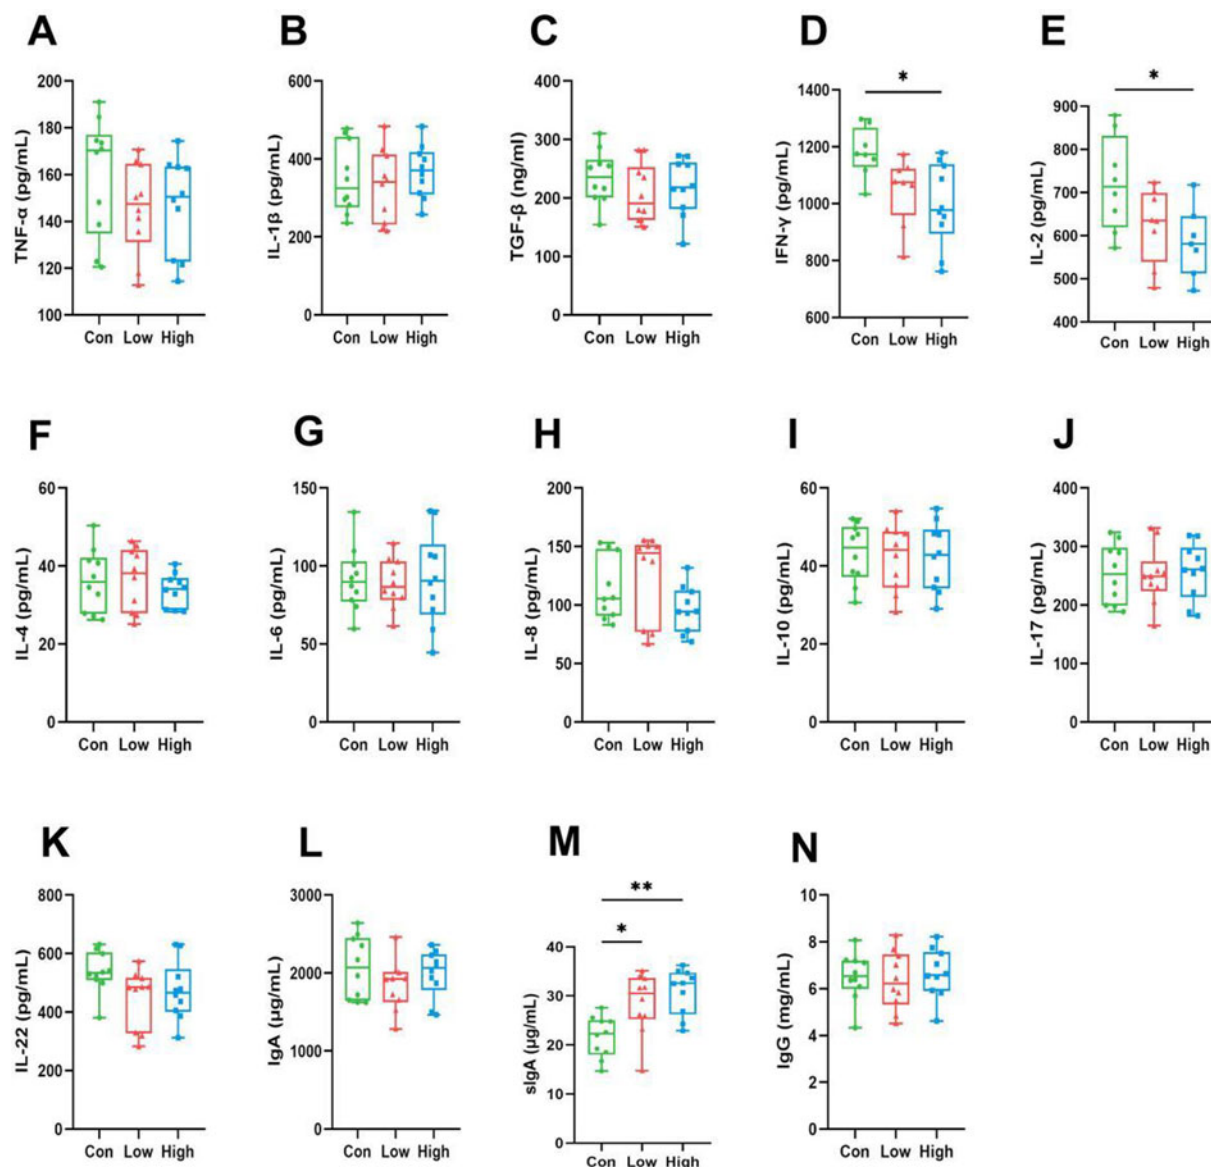 A
B
C
D
E
TNF-α (pg/mL)
200
180
160
140
120
100
Con Low High
IL-1β (pg/mL)
600
400
200
0
Con Low High
TGF-β (ng/ml)
400
300
200
100
0
Con Low High
IFN-γ (pg/mL)
1400
1200
1000
800
600
*
Con Low High
IL-2 (pg/mL)
900
800
700
600
500
400
*
Con Low High
F
G
H
I
J
IL-4 (pg/mL)
60
40
20
0
Con Low High
IL-6 (pg/mL)
150
100
50
0
Con Low High
IL-8 (pg/mL)
200
150
100
50
0
Con Low High
IL-10 (pg/mL)
60
40
20
0
Con Low High
IL-17 (pg/mL)
400
300
200
100
0
Con Low High
K
L
M
N
IL-22 (pg/mL)
800
600
400
200
0
Con Low High
IgA (μg/mL)
3000
2000
1000
0
Con Low High
sIgA (μg/mL)
40
30
20
10
0
**
*
Con Low High
IgG (mg/mL)
10
8
6
4
2
0
Con Low High